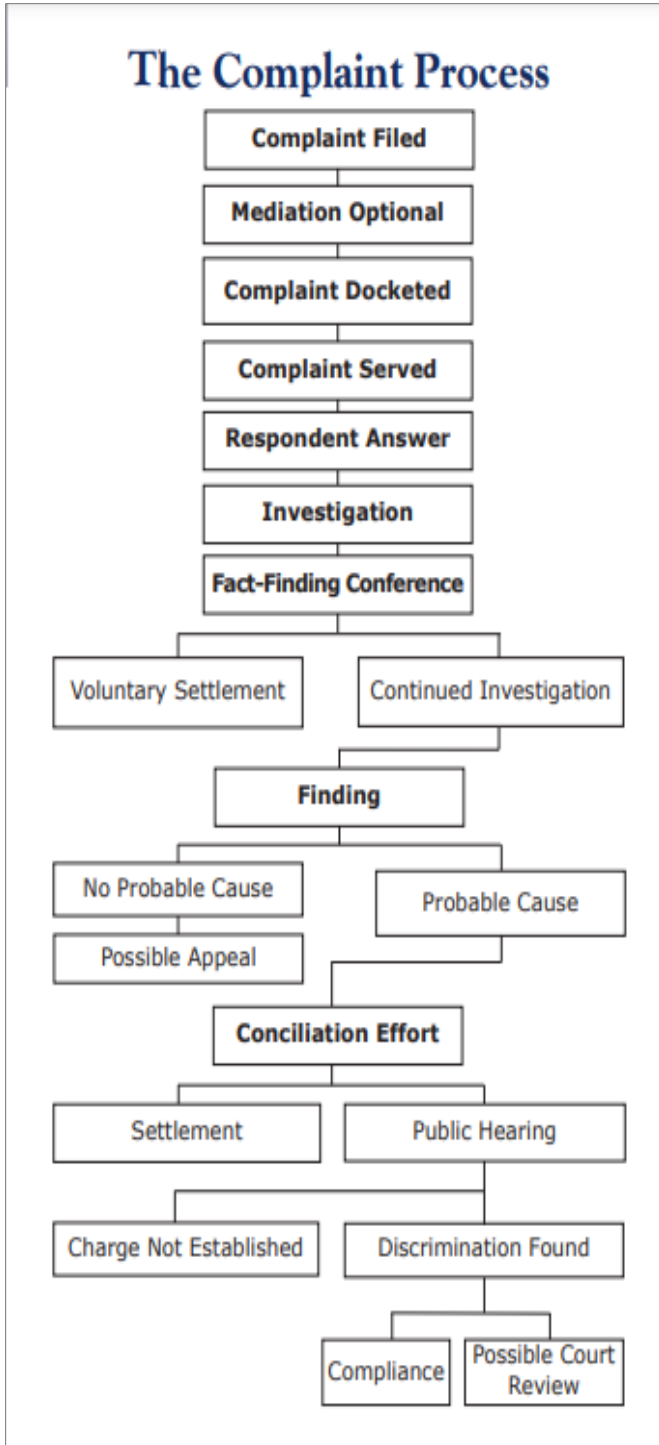 The Complaint Process
Complaint Filed
Mediation Optional
Complaint Docketed
Complaint Served
Respondent Answer
Investigation
Fact-Finding Conference
Voluntary Settlement
Continued Investigation
Finding
No Probable Cause
Probable Cause
Possible Appeal
Conciliation Effort
Settlement
Public Hearing
Charge Not Established
Discrimination Found
Compliance
Possible Court
Review